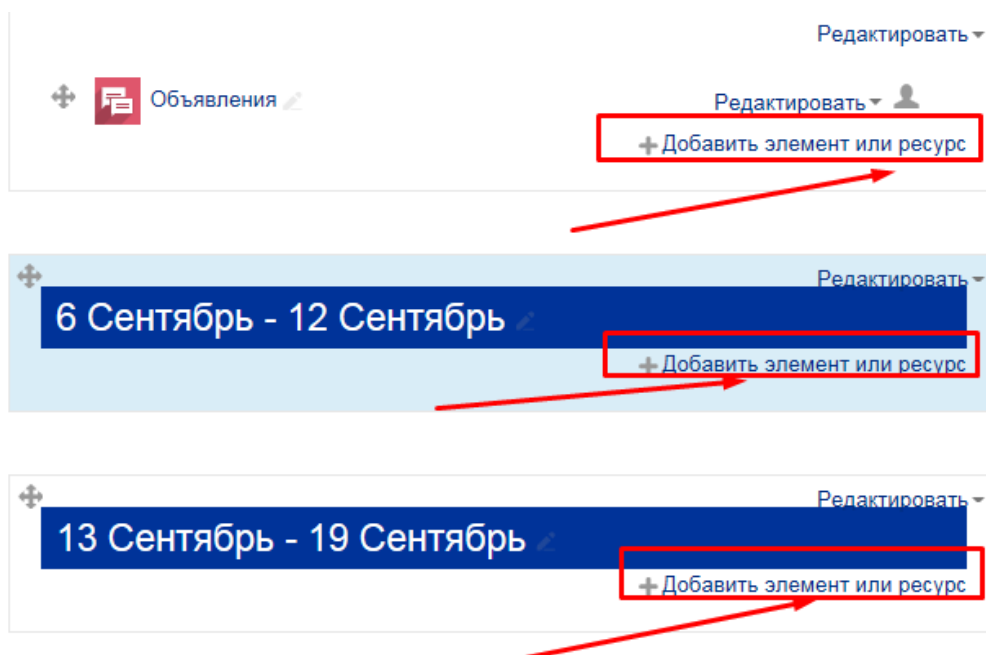 Редактировать
Объявления Редактировать
Добавить элемент или ресурс
Редактировать
6 Сентябрь - 12 Сентябрь
Добавить элемент или ресурс
Редактировать
13 Сентябрь - 19 Сентябрь
Добавить элемент или ресурс